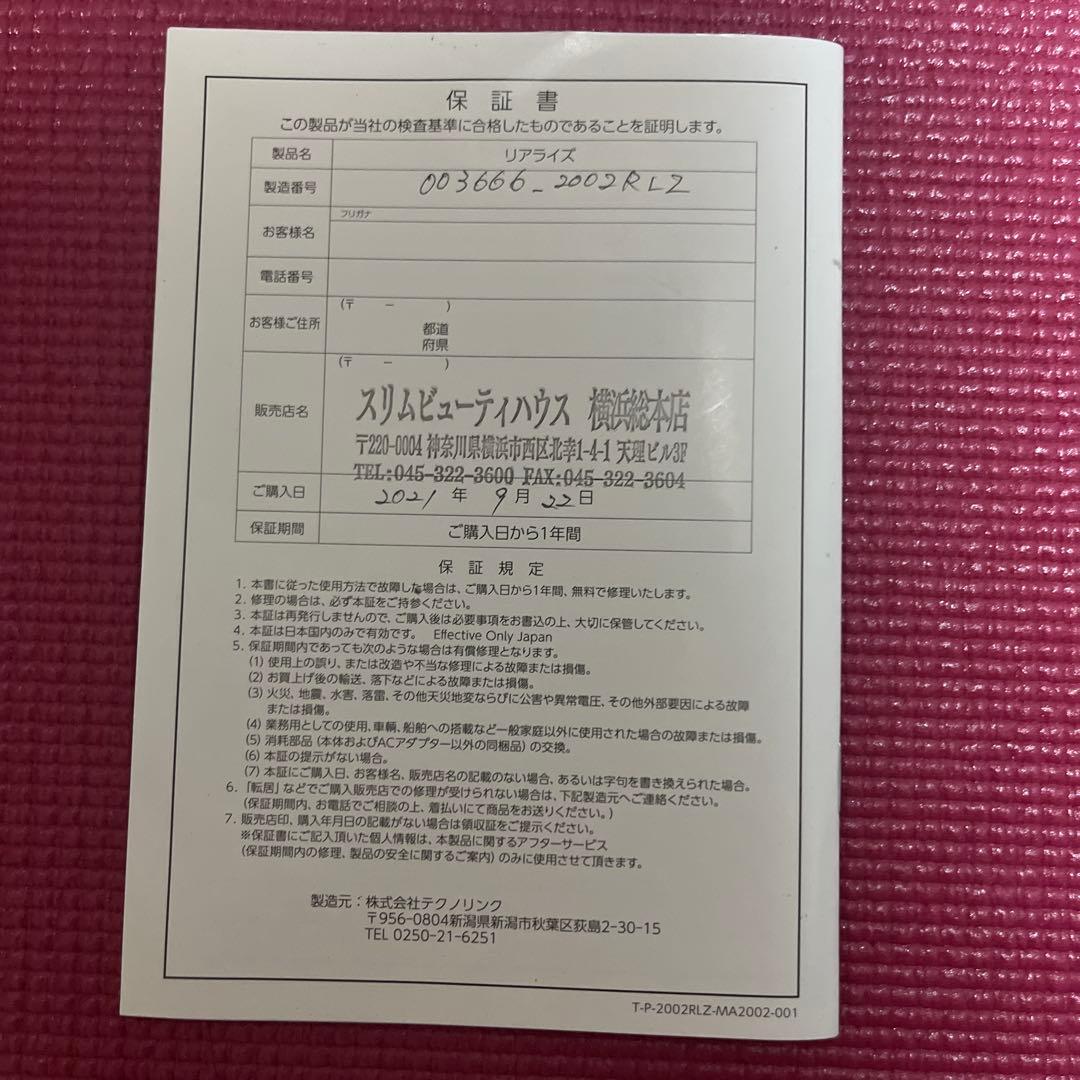 保証書
この製品が当社の検査基準に合格したものであることを証明します。
製品名 リアライズ
製造番号 003666_2002RLZ
フリガナ
お客様名
電話番号
お客様ご住所 (〒 － )
都道
府県
(〒 － )
販売店名 スリムビューティハウス 横浜総本店
〒220-0004 神奈川県横浜市西区北幸1-4-1 天理ビル3F
TEL:045-322-3600 FAX:045-322-3604
ご購入日 2021年 9月 22日
保証期間 ご購入日から1年間
保証規定
1. 本書に従った使用方法で故障した場合は、ご購入日から1年間、無料で修理いたします。
2. 修理の場合は、必ず本証をご持参ください。
3. 本証は再発行しませんので、ご購入後は必要事項をお書込の上、大切に保管してください。
4. 本証は日本国内のみで有効です。 Effective Only Japan
5. 保証期間内であっても次のような場合は有償修理となります。
(1) 使用上の誤り、または改造や不当な修理による故障または損傷。
(2) お買上げ後の輸送、落下などによる故障または損傷。
(3) 火災、地震、水害、落雷、その他天災地変ならびに公害や異常電圧、その他外部要因による故障
または損傷。
(4) 業務用としての使用、車輌、船舶への搭載など一般家庭以外に使用された場合の故障または損傷。
(5) 消耗部品（本体およびACアダプター以外の同梱品）の交換。
(6) 本証の提示がない場合。
(7) 本証にご購入日、お客様名、販売店名の記載のない場合、あるいは字句を書き換えられた場合。
6. 「転居」などでご購入販売店での修理が受けられない場合は、下記製造元へご連絡ください。
(保証期間内、お電話でご相談の上、着払いにて商品をお送りください。)
7. 販売店印、購入年月日の記載がない場合は領収証をご提示ください。
※保証書にご記入頂いた個人情報は、本製品に関するアフターサービス
(保証期間内の修理、製品の安全に関するご案内) のみに使用させて頂きます。
製造元：株式会社テクノリンク
〒956-0804新潟県新潟市秋葉区荻島2-30-15
TEL 0250-21-6251
T-P-2002RLZ-MA2002-001